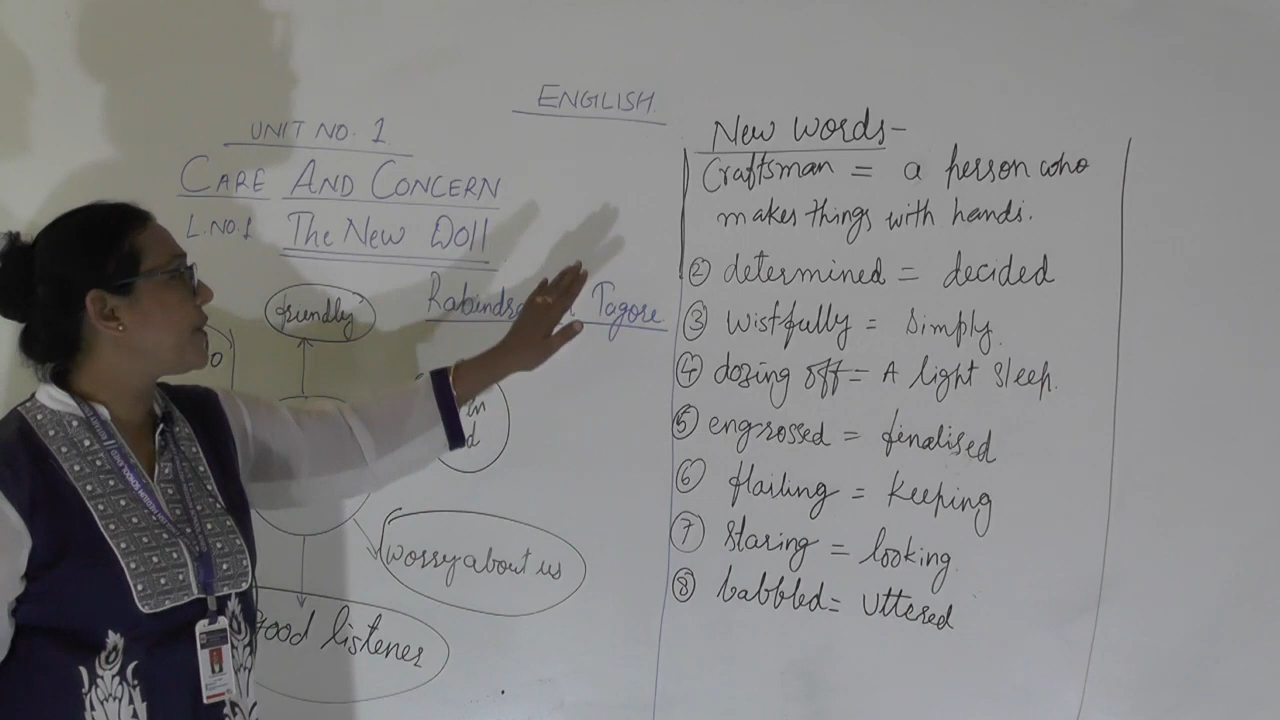 ENGLISH.
UNIT NO. 1
CARE AND CONCERN
L.NO.1 The New Doll
Tagore
friendly
worry about us
Good listener
New words-
Craftsman = a person who
makes things with hands.
② determined = decided
③ wistfully = simply.
④ dozing off = A light sleep.
⑤ engrossed = finalised
⑥ flailing = keeping
⑦ staring = looking.
⑧ babbled = uttered